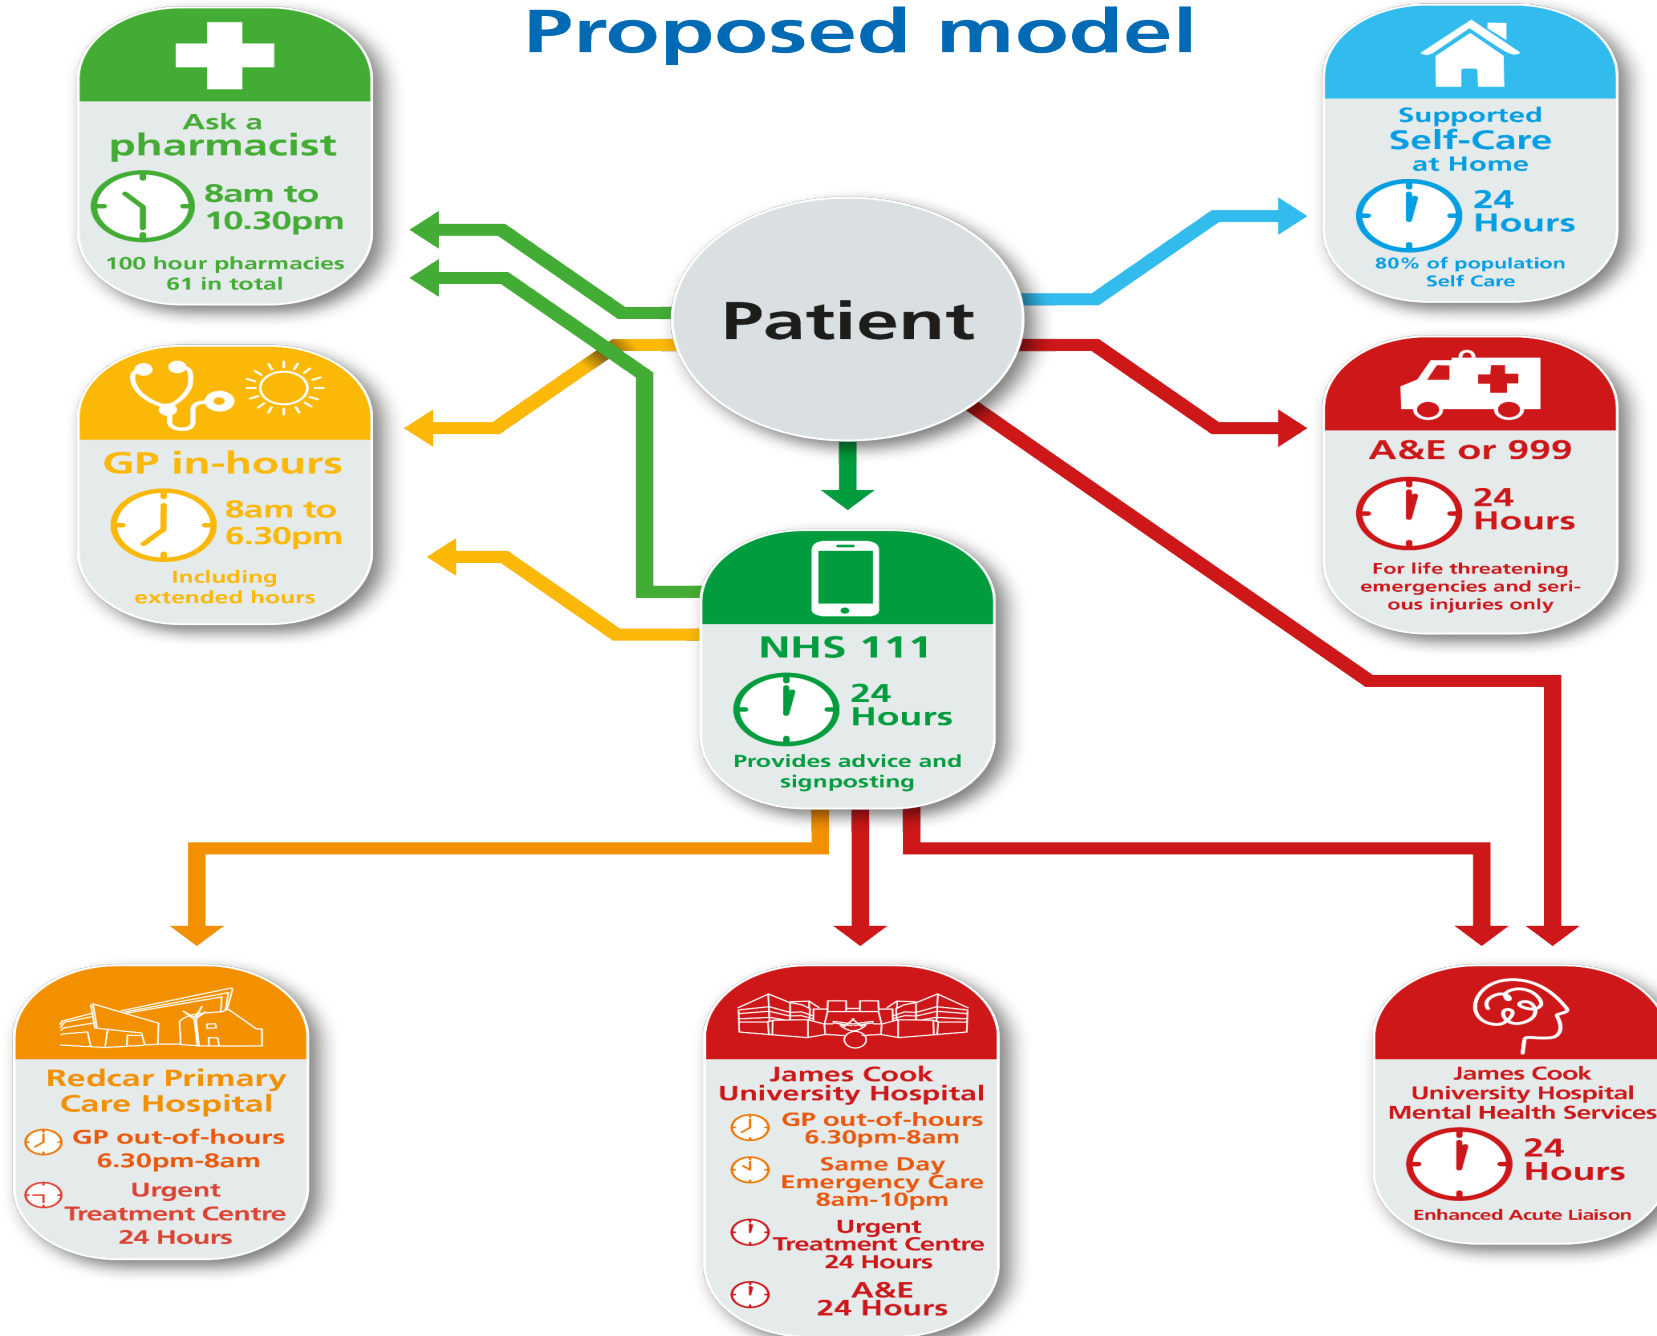 Proposed model
Ask a
pharmacist
8am to
10.30pm
100 hour pharmacies
61 in total
Supported
Self-Care
at Home
24
Hours
80% of population
Self Care
Patient
GP in-hours
8am to
6.30pm
Including
extended hours
A&E or 999
24
Hours
For life threatening
emergencies and seri-
ous injuries only
NHS 111
24
Hours
Provides advice and
signposting
Redcar Primary
Care Hospital
GP out-of-hours
6.30pm-8am
Urgent
Treatment Centre
24 Hours
James Cook
University Hospital
GP out-of-hours
6.30pm-8am
Same Day
Emergency Care
8am-10pm
Urgent
Treatment Centre
24 Hours
A&E
24 Hours
James Cook
University Hospital
Mental Health Services
24
Hours
Enhanced Acute Liaison